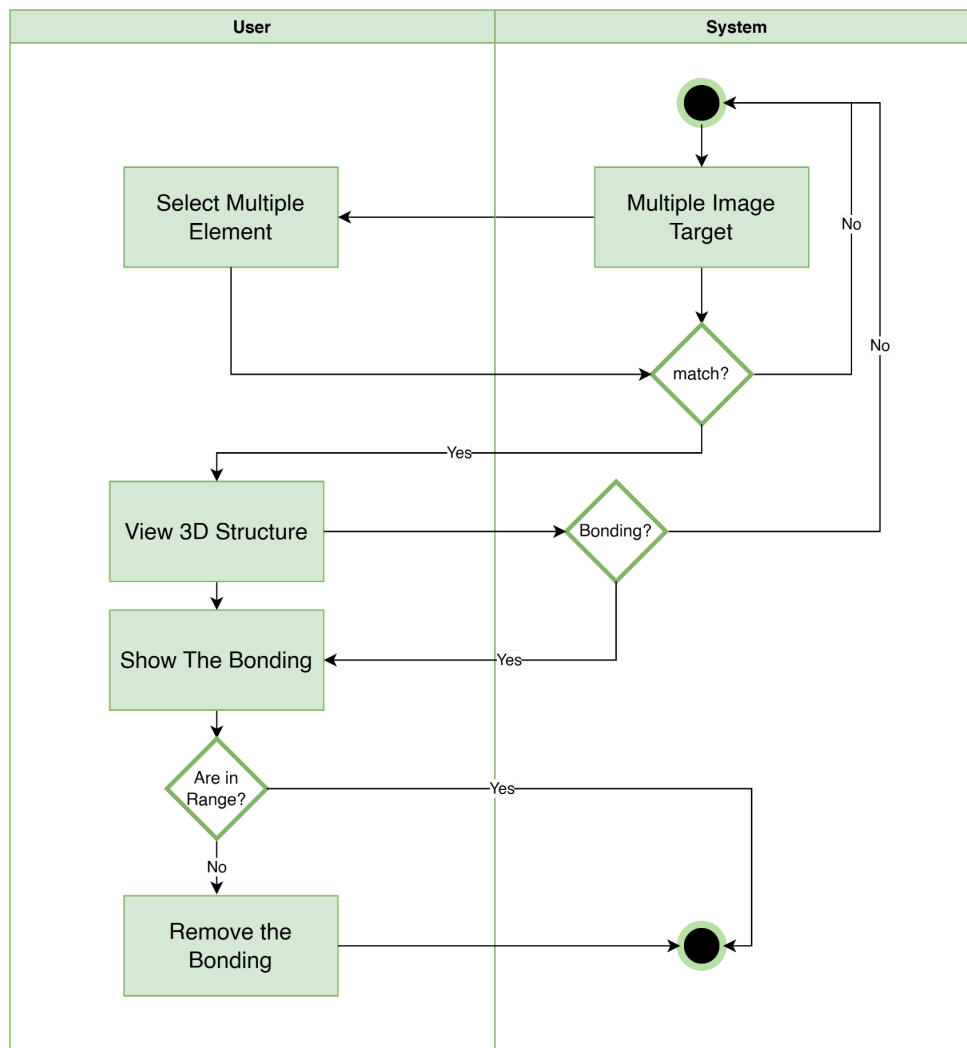 User
System
Select Multiple
Element
Multiple Image
Target
No
No
match?
Yes
View 3D Structure
Bonding?
Show The Bonding
Yes
Are in
Range?
Yes
No
Remove the
Bonding